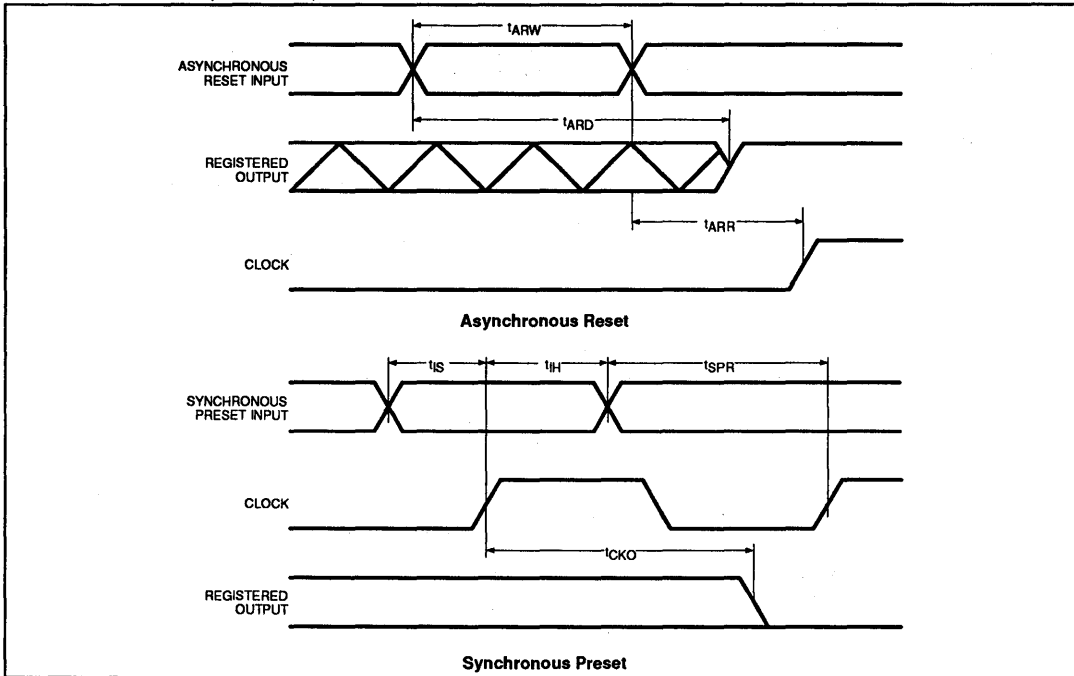 tARW
ASYNCHRONOUS
RESET INPUT
tARD
REGISTERED
OUTPUT
tARR
CLOCK
Asynchronous Reset
tIS
tIH
tSPR
SYNCHRONOUS
PRESET INPUT
CLOCK
tCKO
REGISTERED
OUTPUT
Synchronous Preset